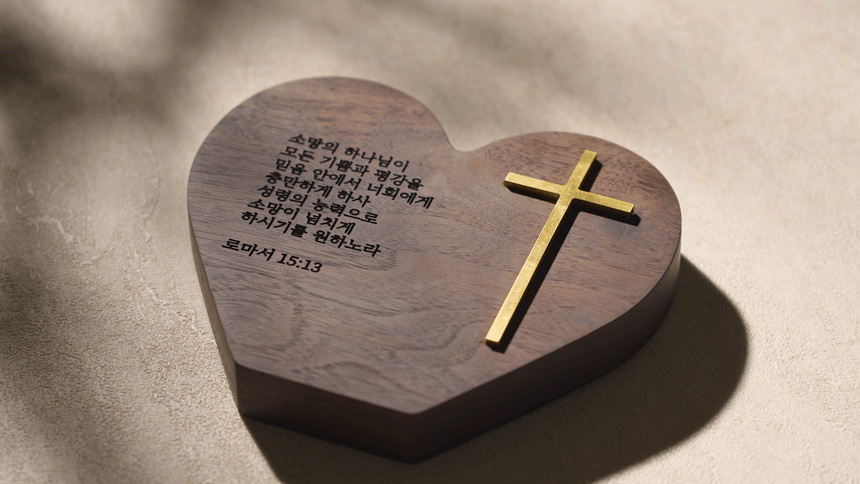 소망의 하나님이
모든 기쁨과 평강을
믿음 안에서 너희에게
충만하게 하사
성령의 능력으로
소망이 넘치게
하시기를 원하노라
로마서 15:13